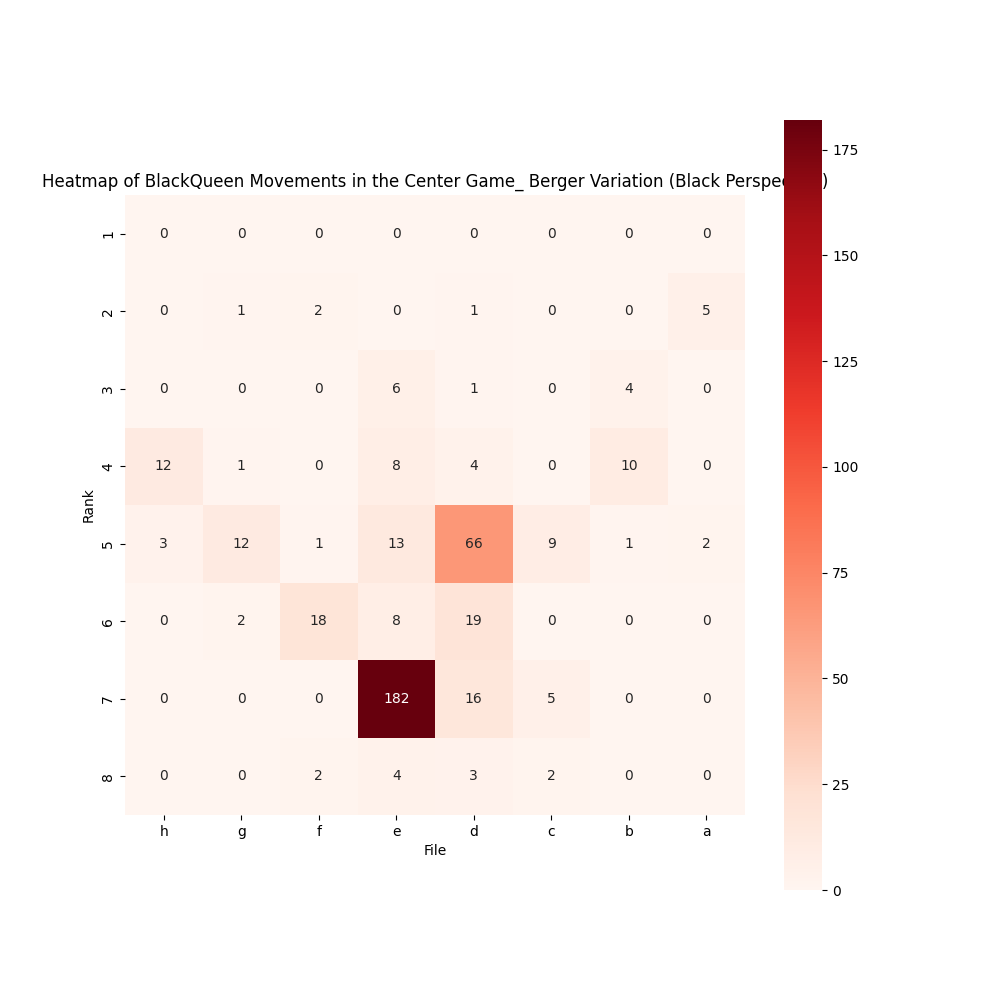 Heatmap of BlackQueen Movements in the Center Game_ Berger Variation (Black Perspe )
175
150
125
100
75
50
25
0
Rank
1 0 0 0 0 0 0 0 0
2 0 1 2 0 1 0 0 5
3 0 0 0 6 1 0 4 0
4 12 1 0 8 4 0 10 0
5 3 12 1 13 66 9 1 2
6 0 2 18 8 19 0 0 0
7 0 0 0 182 16 5 0 0
8 0 0 2 4 3 2 0 0
h g f e d c b a
File